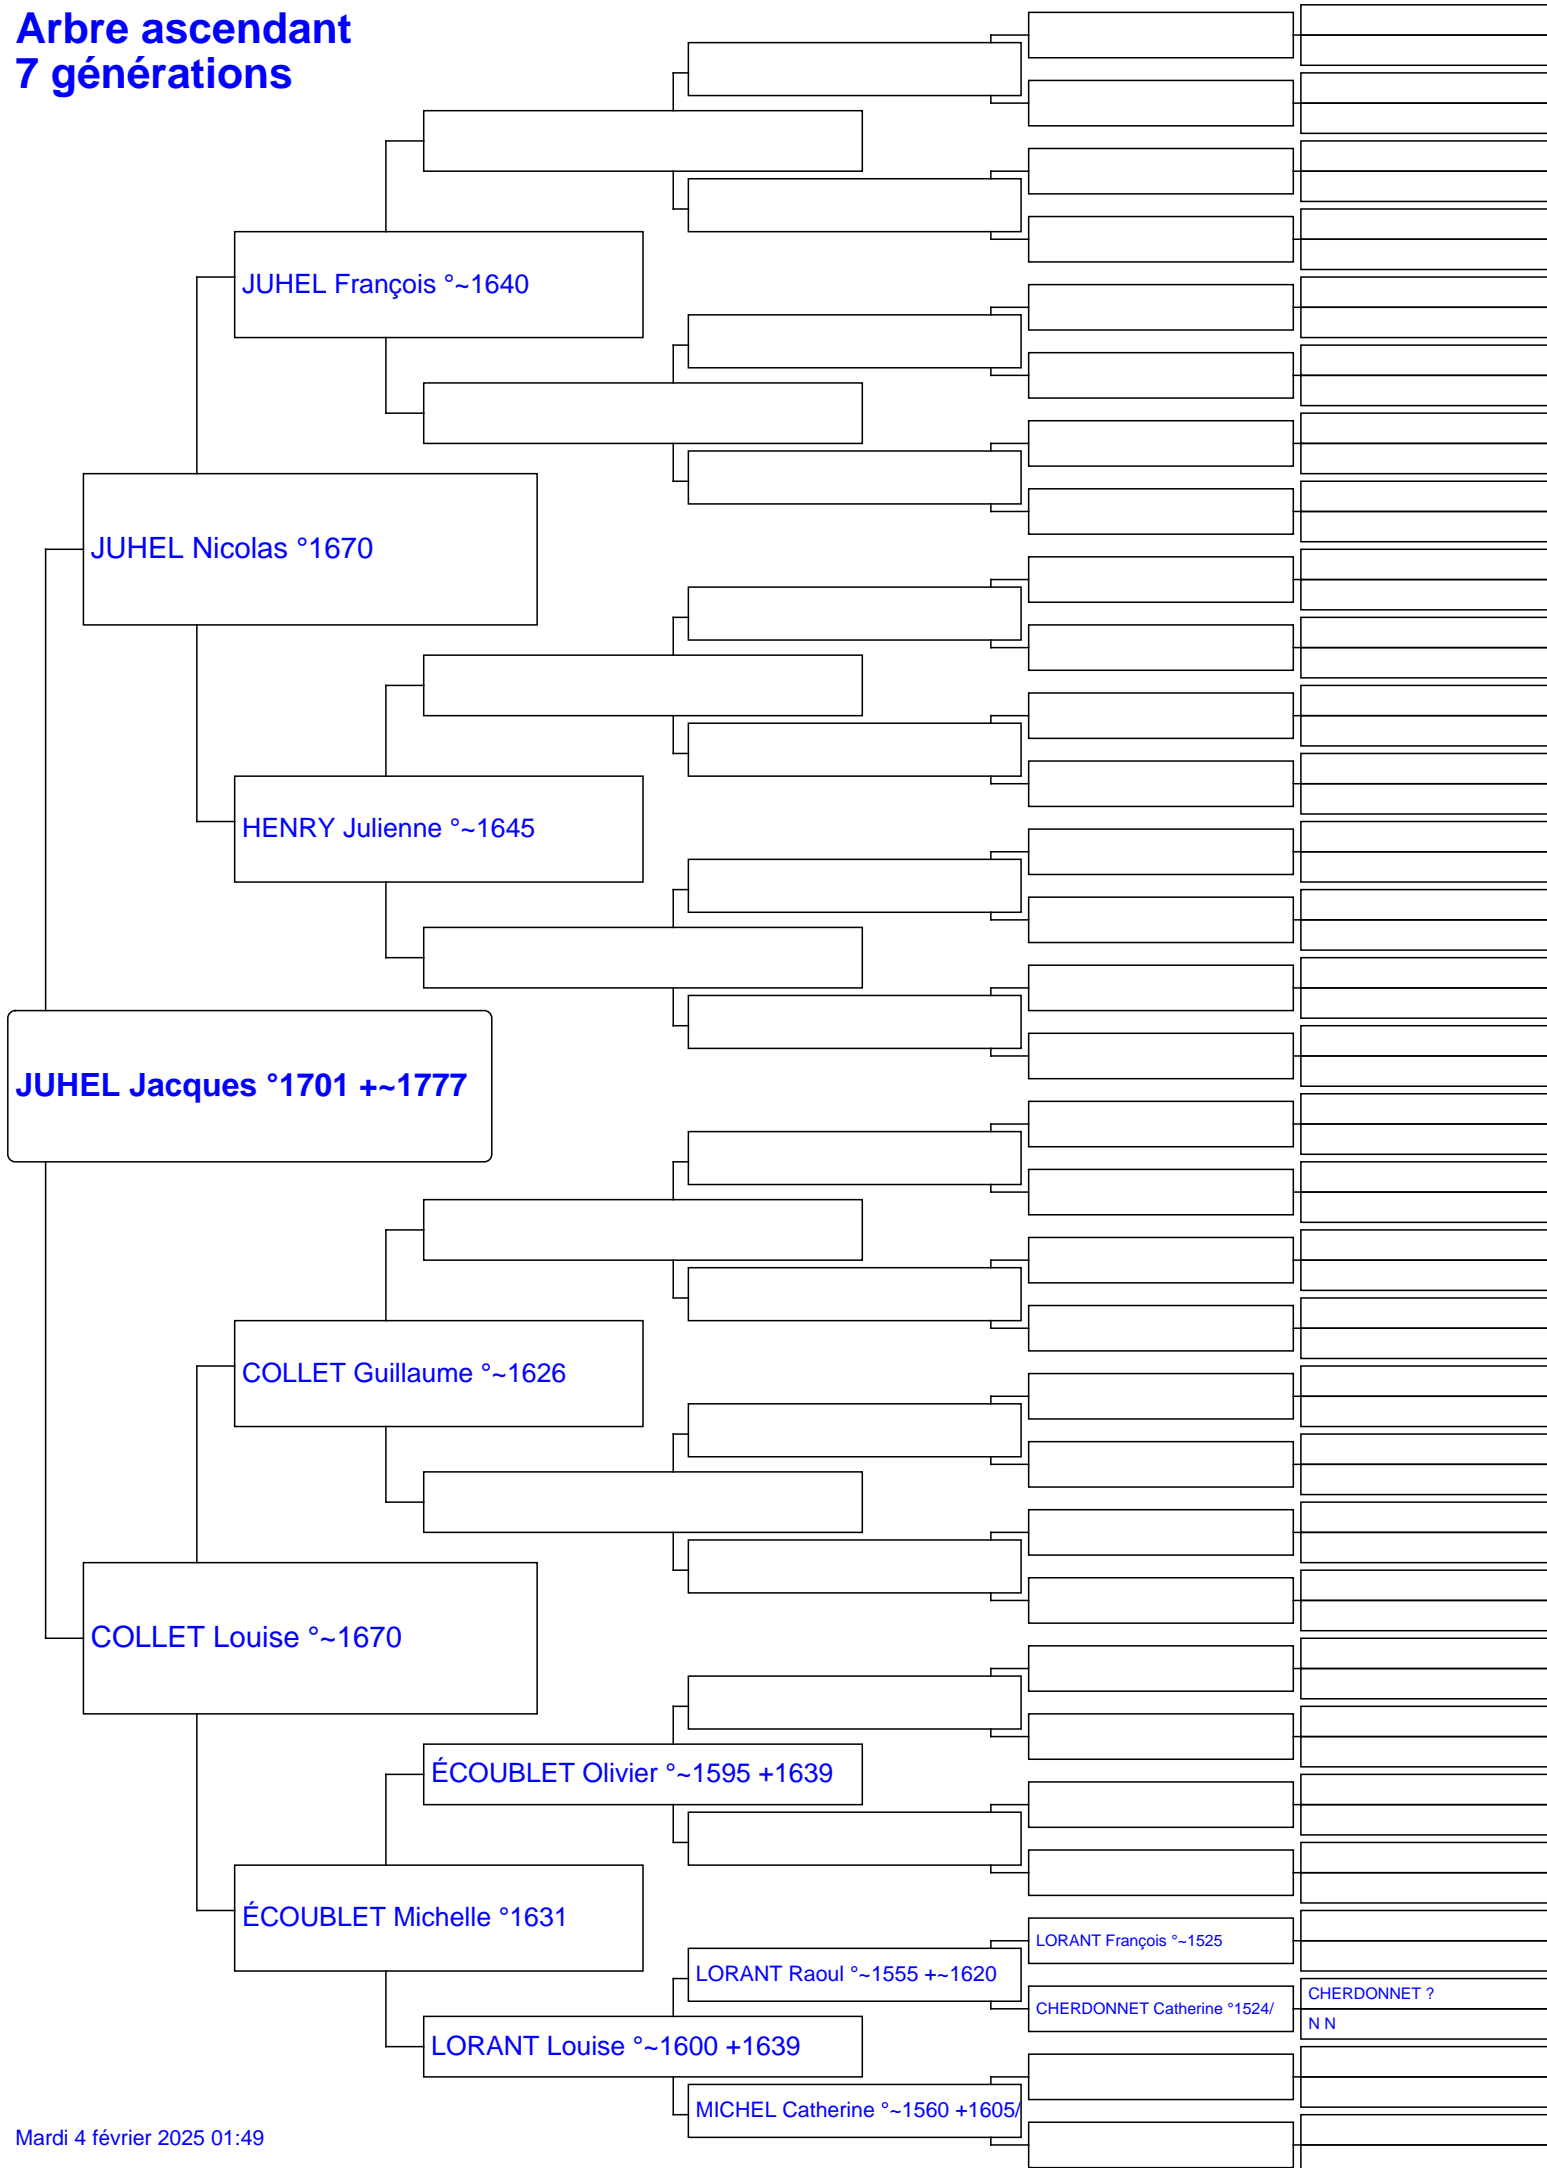 Arbre ascendant
7 générations
JUHEL François °~1640
JUHEL Nicolas °1670
HENRY Julienne °~1645
JUHEL Jacques °1701 +~1777
COLLET Guillaume °~1626
COLLET Louise °~1670
ÉCOUBLET Olivier °~1595 +1639
ÉCOUBLET Michelle °1631
LORANT François °~1525
LORANT Raoul °~1555 +~1620
CHERDONNET ?
CHERDONNET Catherine °1524/
N N
LORANT Louise °~1600 +1639
MICHEL Catherine °~1560 +1605/
Mardi 4 février 2025 01:49